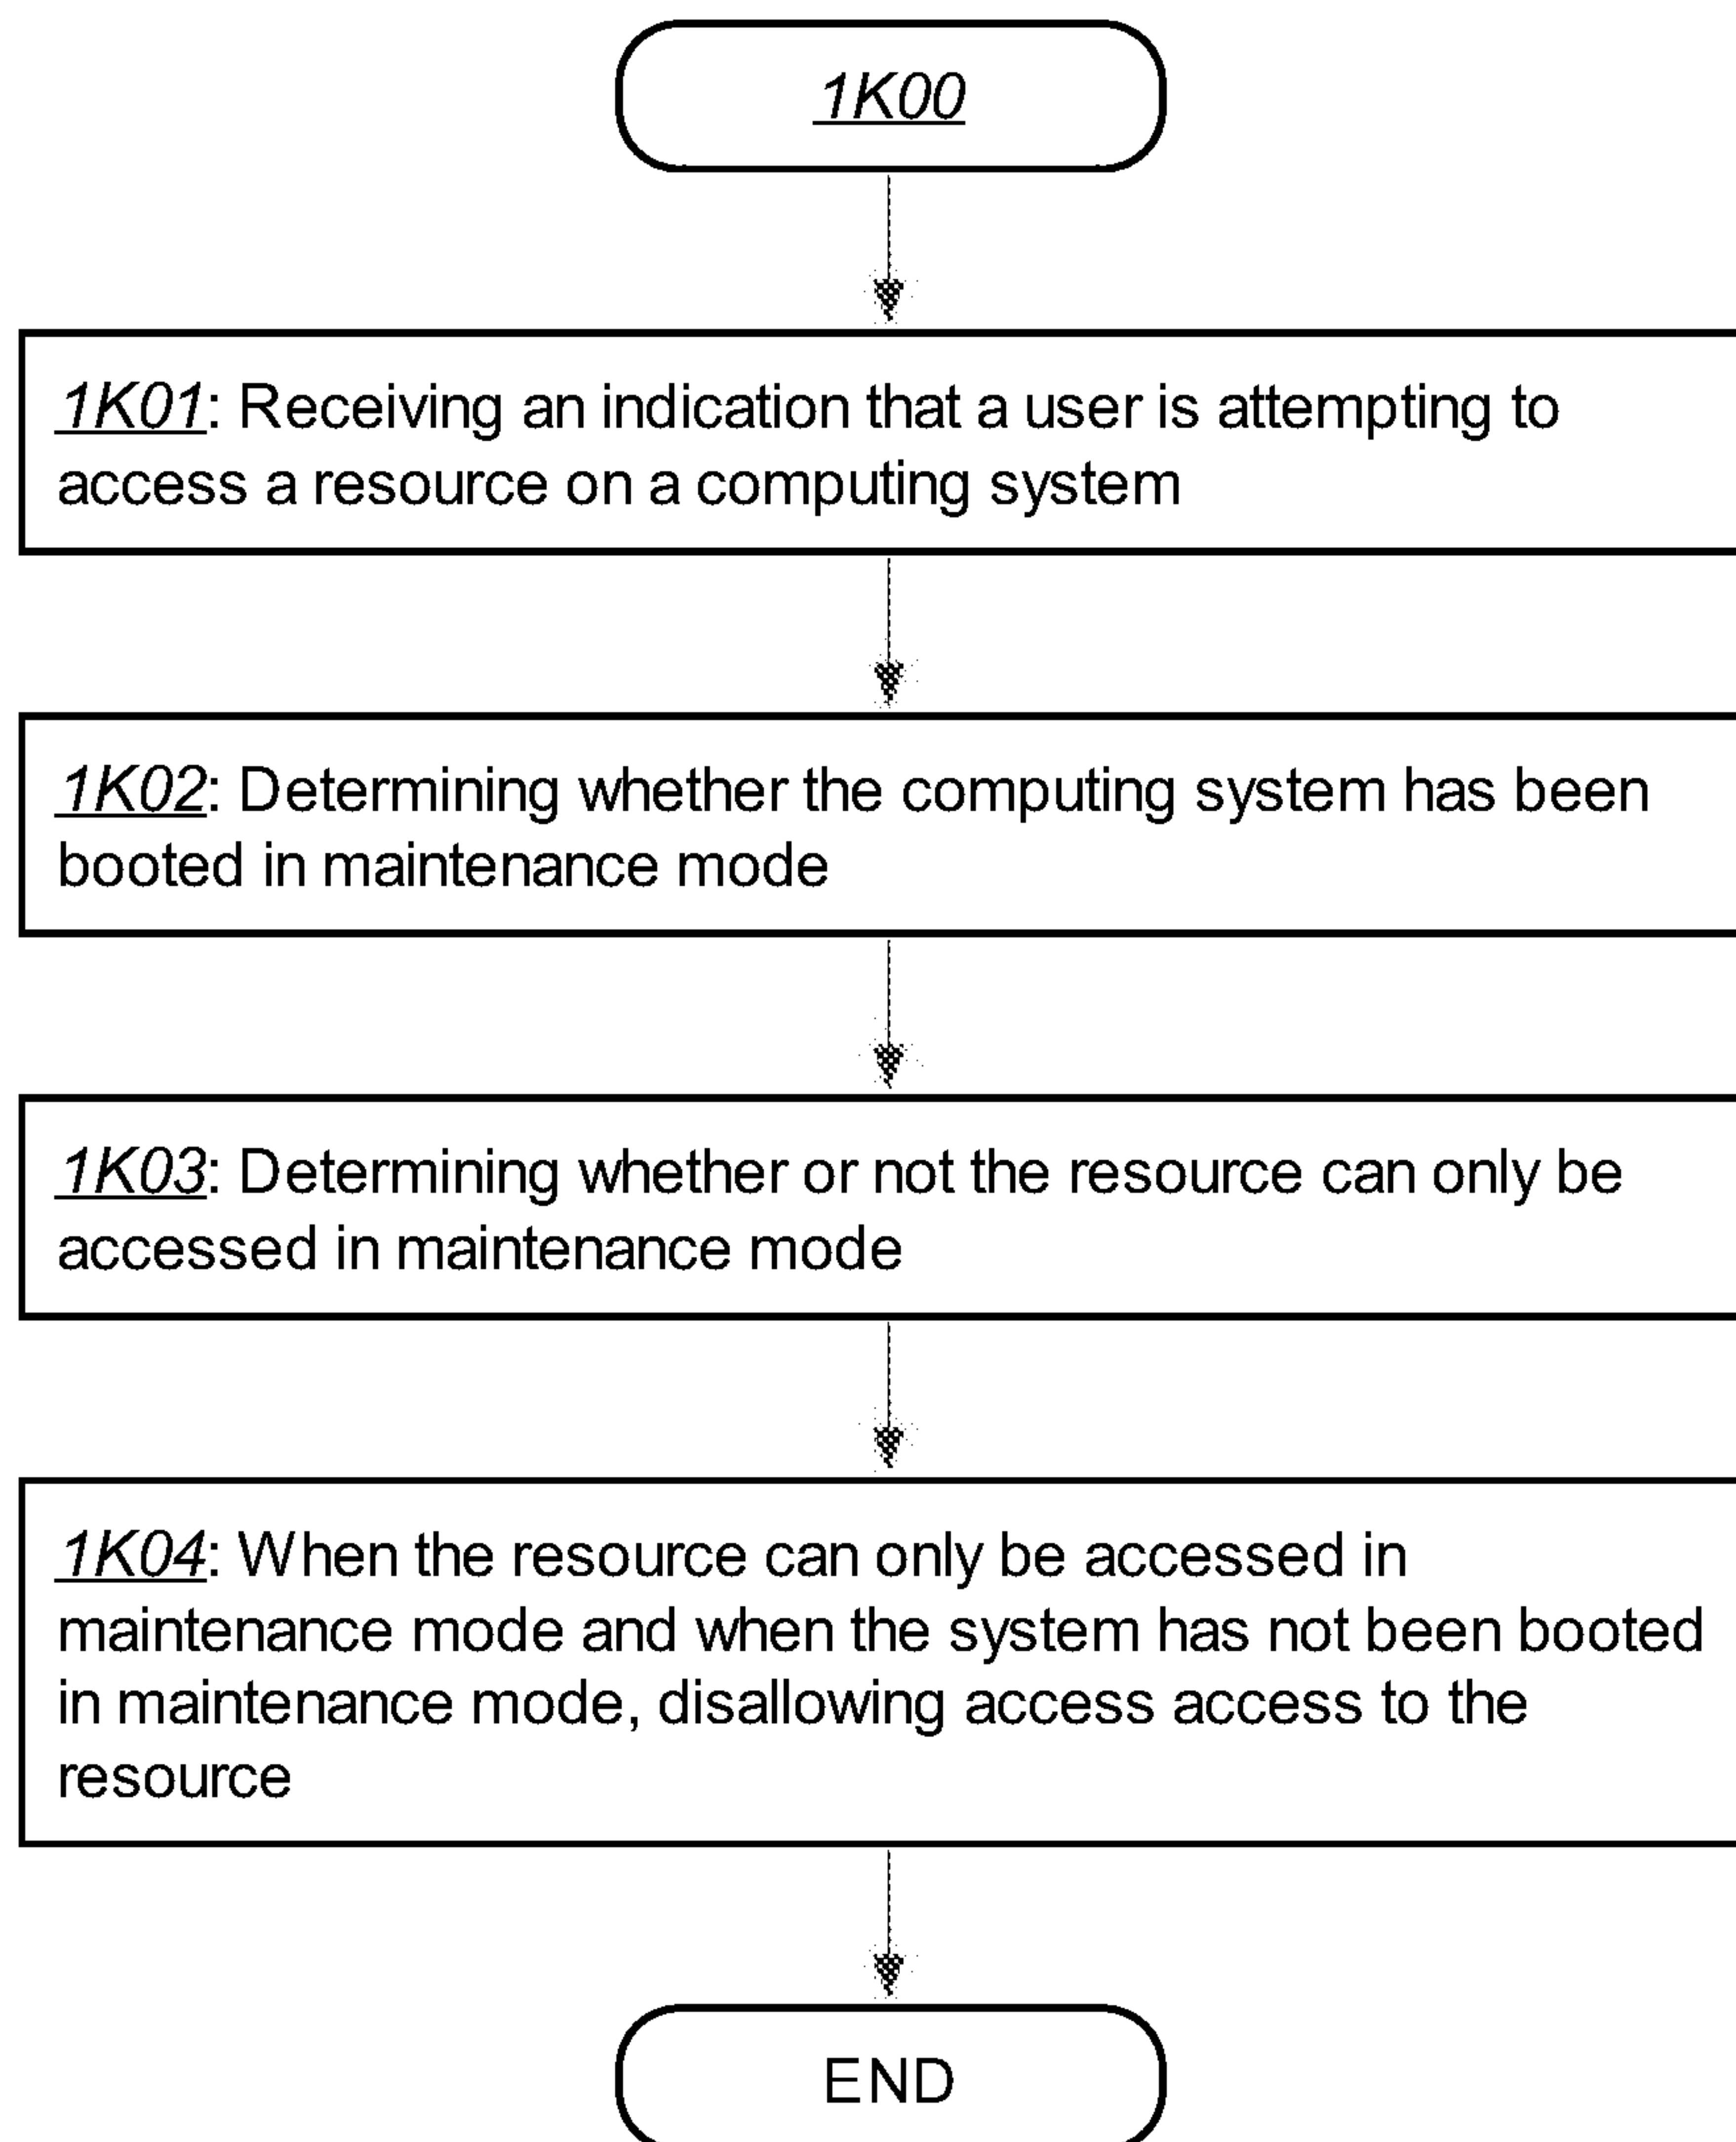 1K00
1K01: Receiving an indication that a user is attempting to
access a resource on a computing system
1K02: Determining whether the computing system has been
booted in maintenance mode
1K03: Determining whether or not the resource can only be
accessed in maintenance mode
1K04: When the resource can only be accessed in
maintenance mode and when the system has not been booted
in maintenance mode, disallowing access access to the
resource
END